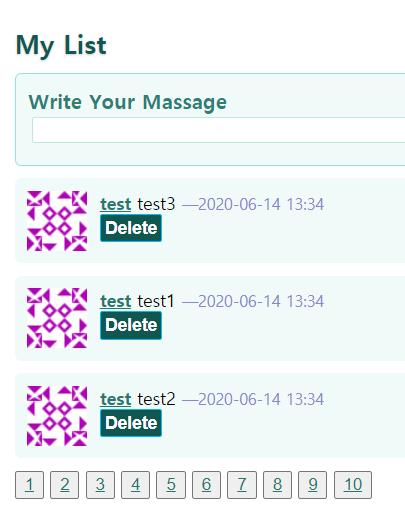 My List
Write Your Massage
test test3 —2020-06-14 13:34
Delete
test test1 —2020-06-14 13:34
Delete
test test2 —2020-06-14 13:34
Delete
1 2 3 4 5 6 7 8 9 10